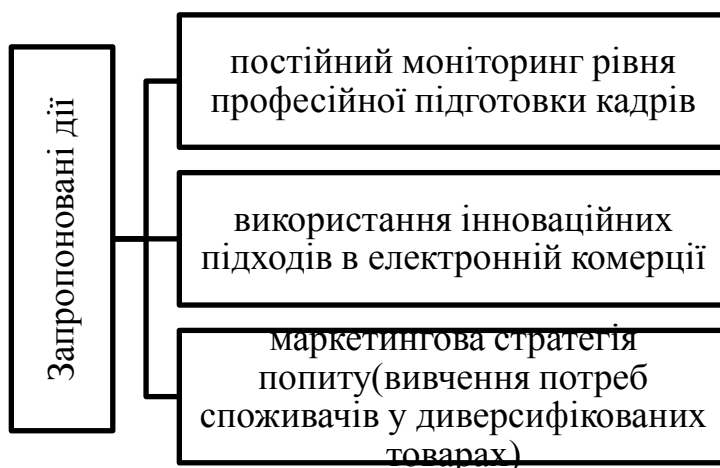 Запропоновані дії
постійний моніторинг рівня
професійної підготовки кадрів
використання інноваційних
підходів в електронній комерції
маркетингова стратегія
попиту(вивчення потреб
споживачів у диверсифікованих
товарах)